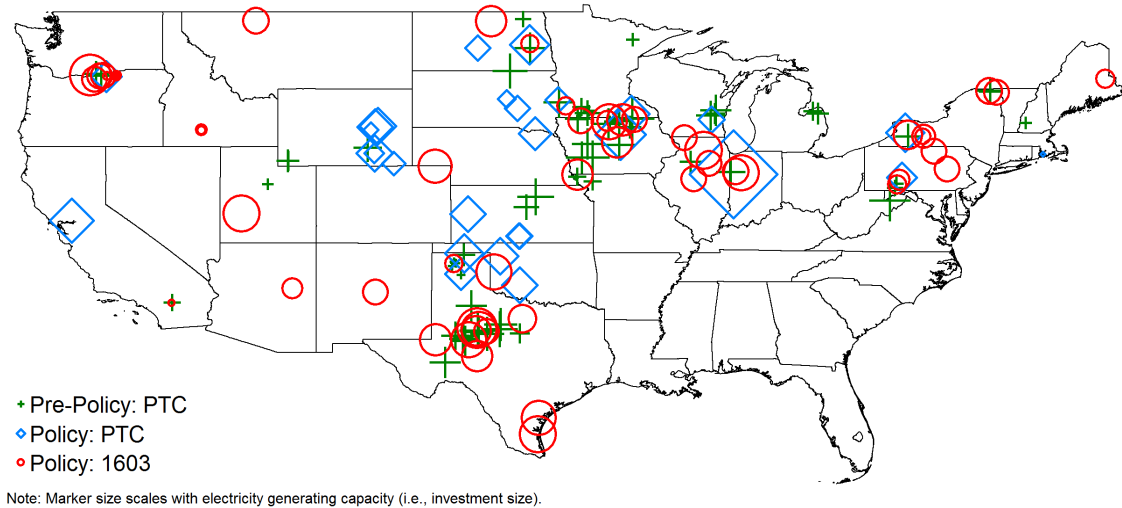 Pre-Policy: PTC
Policy: PTC
Policy: 1603
Note: Marker size scales with electricity generating capacity (i.e., investment size).